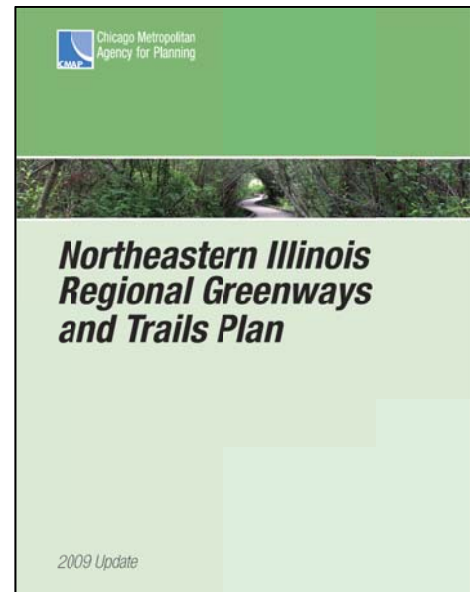 Chicago Metropolitan
Agency for Planning
CMAP
Northeastern Illinois
Regional Greenways
and Trails Plan
2009 Update